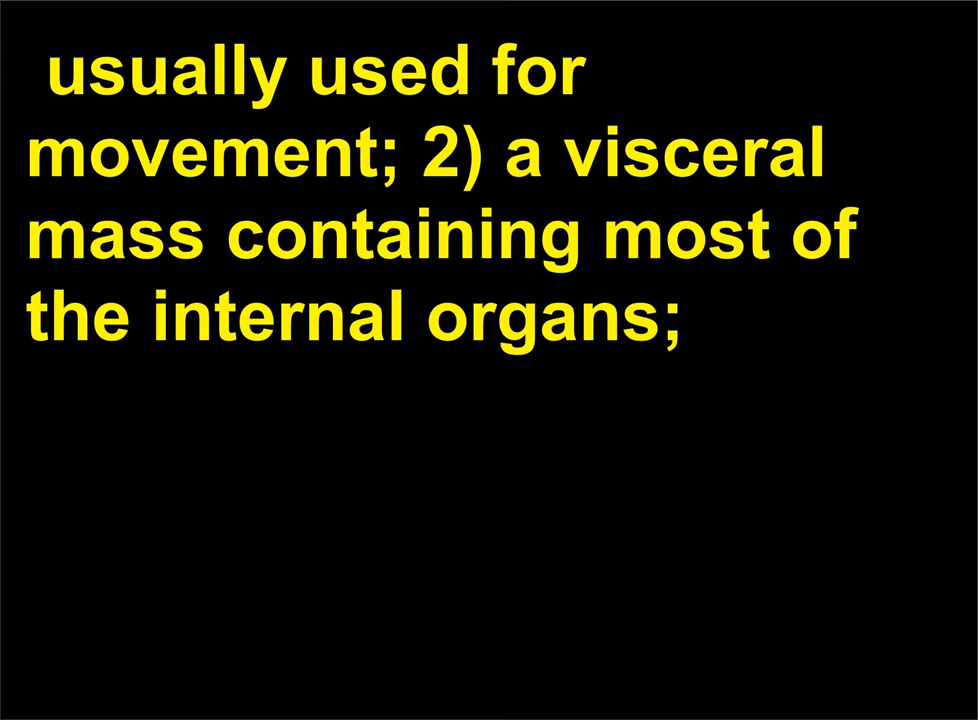 usually used for
movement; 2) a visceral
mass containing most of
the internal organs;